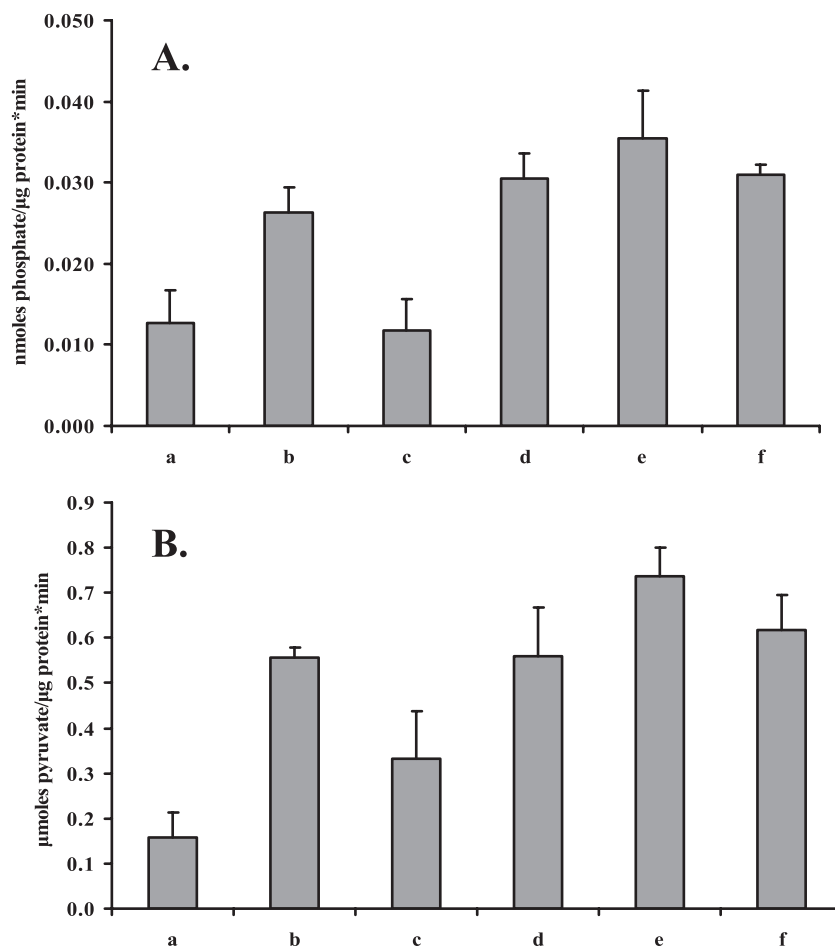 A.
nmoles phosphate/µg protein*min
0.050
0.040
0.030
0.020
0.010
0.000
a b c d e f
B.
µmoles pyruvate/µg protein*min
0.9
0.8
0.7
0.6
0.5
0.4
0.3
0.2
0.1
0.0
a b c d e f